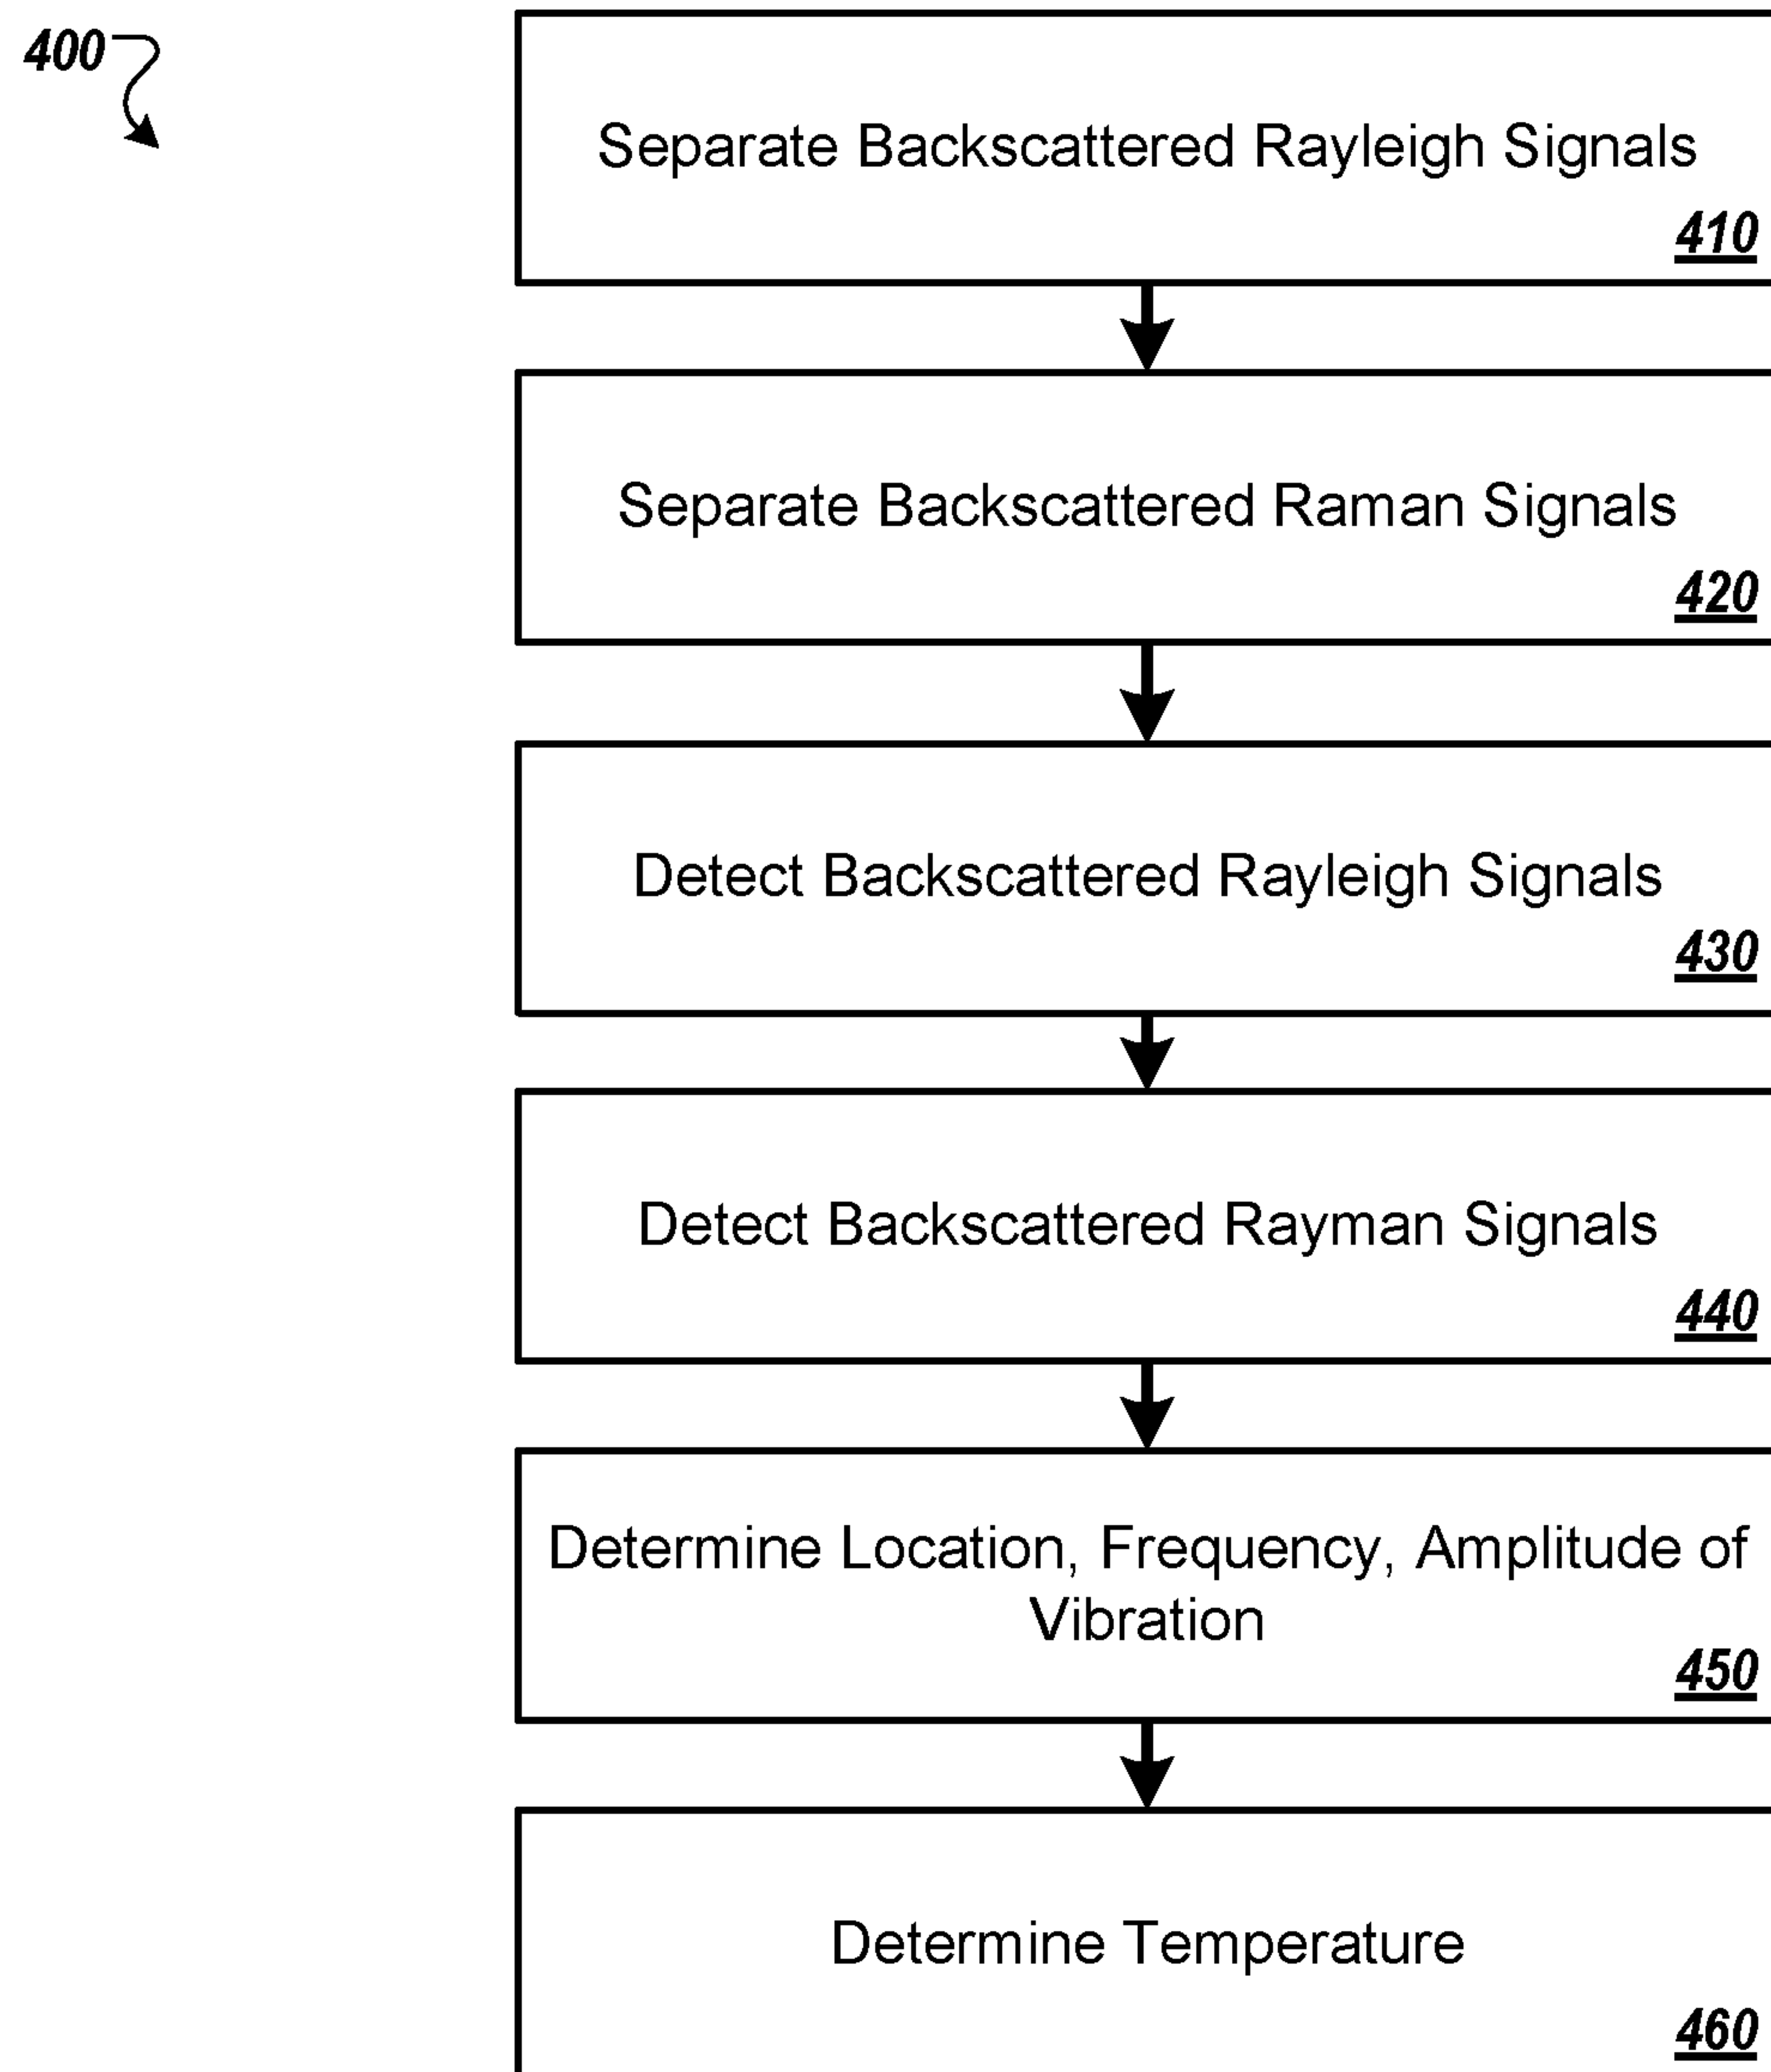 400
Separate Backscattered Rayleigh Signals
410
Separate Backscattered Raman Signals
420
Detect Backscattered Rayleigh Signals
430
Detect Backscattered Rayman Signals
440
Determine Location, Frequency, Amplitude of
Vibration
450
Determine Temperature
460